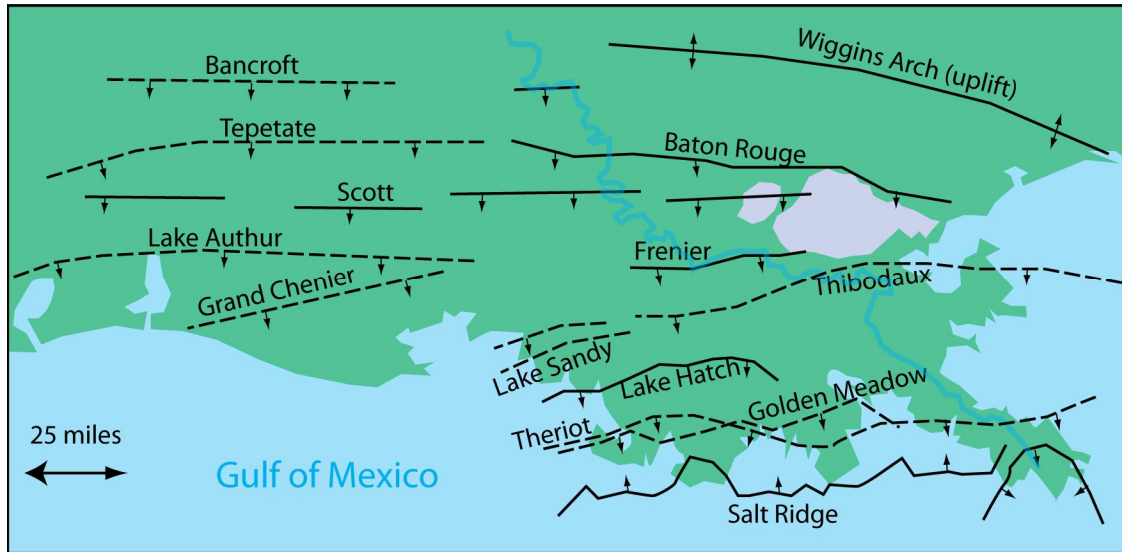 Wiggins Arch (uplift)
Bancroft
Tepetate
Baton Rouge
Scott
Lake Authur
Frenier
Grand Chenier
Thibodaux
Lake Sandy
Lake Hatch
Golden Meadow
Theriot
25 miles
Gulf of Mexico
Salt Ridge